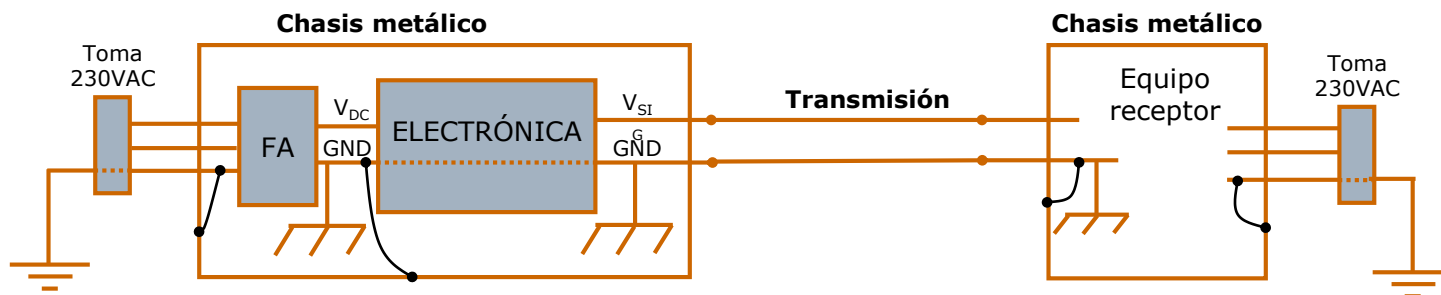 Chasis metálico
Chasis metálico
Toma
230VAC
Toma
230VAC
Equipo
receptor
Transmisión
V_DC
V_SI
G
FA
GND
ELECTRÓNICA
GND